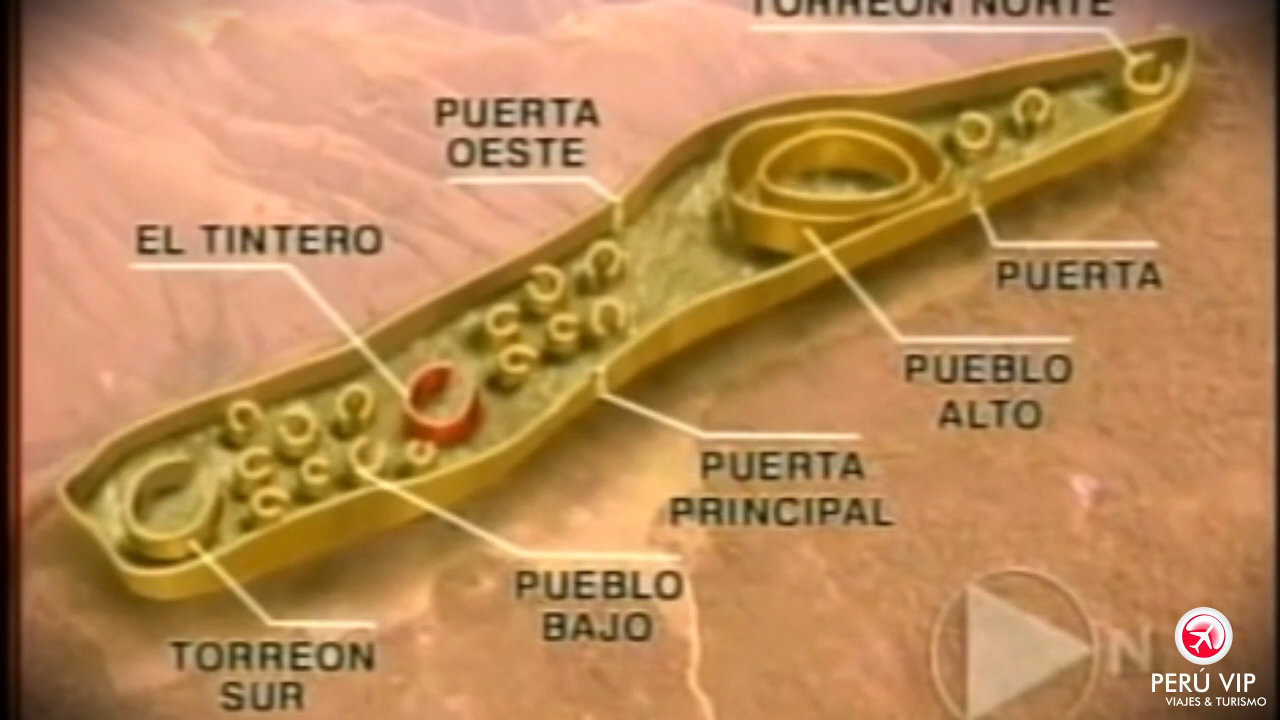 TORREON NORTE
PUERTA
OESTE
EL TINTERO
PUERTA
PUEBLO
ALTO
PUERTA
PRINCIPAL
PUEBLO
BAJO
TORREON
SUR
N
PERÚ VIP
VIAJES & TURISMO